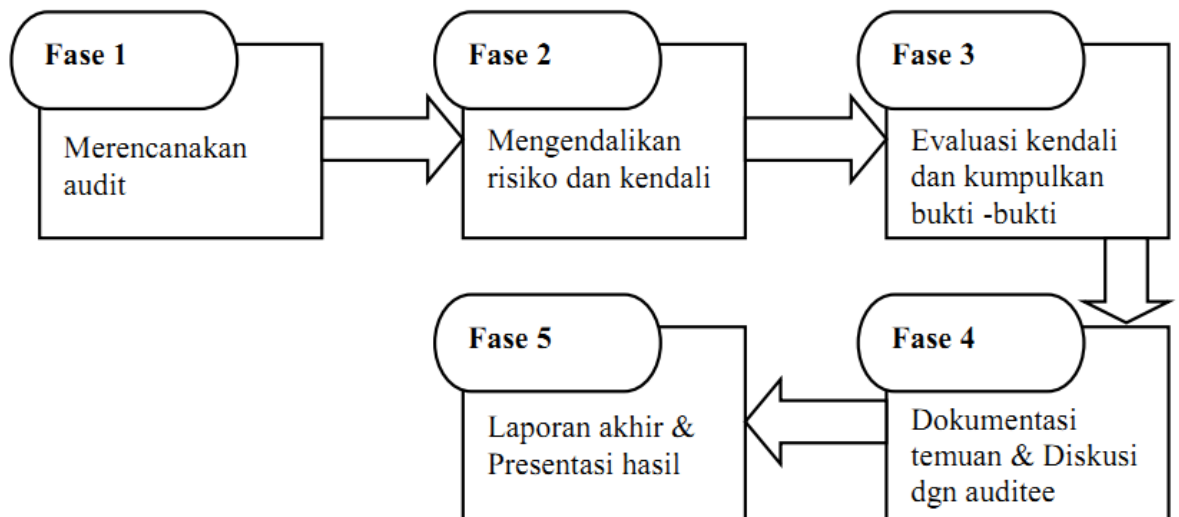 Fase 1
Merencanakan
audit
Fase 2
Mengendalikan
risiko dan kendali
Fase 3
Evaluasi kendali
dan kumpulkan
bukti -bukti
Fase 4
Dokumentasi
temuan & Diskusi
dgn auditee
Fase 5
Laporan akhir &
Presentasi hasil